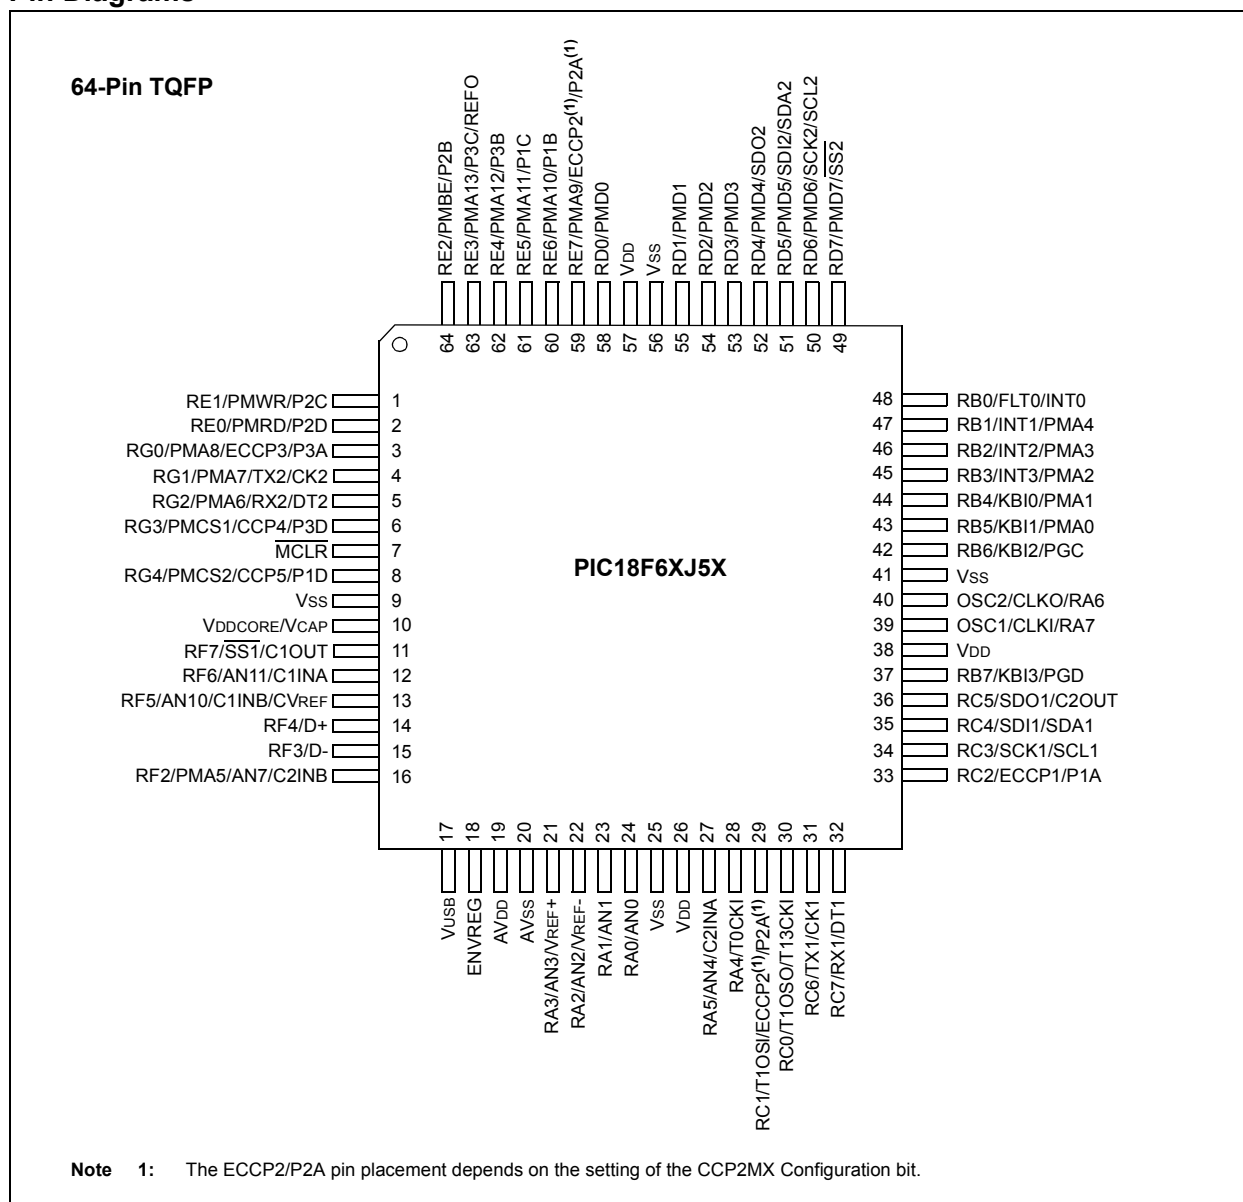 Pin Diagrams
64-Pin TQFP
RE2/PMBE/P2B
RE3/PMA13/P3C/REFO
RE4/PMA12/P3B
RE5/PMA11/P1C
RE6/PMA10/P1B
RE7/PMA9/ECCP2(1)/P2A(1)
RD0/PMD0
VDD
VSS
RD1/PMD1
RD2/PMD2
RD3/PMD3
RD4/PMD4/SDO2
RD5/PMD5/SDI2/SDA2
RD6/PMD6/SCK2/SCL2
RD7/PMD7/SS2
64 63 62 61 60 59 58 57 56 55 54 53 52 51 50 49
RE1/PMWR/P2C 1
RE0/PMRD/P2D 2
RG0/PMA8/ECCP3/P3A 3
RG1/PMA7/TX2/CK2 4
RG2/PMA6/RX2/DT2 5
RG3/PMCS1/CCP4/P3D 6
MCLR 7
RG4/PMCS2/CCP5/P1D 8
VSS 9
VDDCORE/VCAP 10
RF7/SS1/C1OUT 11
RF6/AN11/C1INA 12
RF5/AN10/C1INB/CVREF 13
RF4/D+ 14
RF3/D- 15
RF2/PMA5/AN7/C2INB 16
PIC18F6XJ5X
48 RB0/FLT0/INT0
47 RB1/INT1/PMA4
46 RB2/INT2/PMA3
45 RB3/INT3/PMA2
44 RB4/KBI0/PMA1
43 RB5/KBI1/PMA0
42 RB6/KBI2/PGC
41 VSS
40 OSC2/CLKO/RA6
39 OSC1/CLKI/RA7
38 VDD
37 RB7/KBI3/PGD
36 RC5/SDO1/C2OUT
35 RC4/SDI1/SDA1
34 RC3/SCK1/SCL1
33 RC2/ECCP1/P1A
17 18 19 20 21 22 23 24 25 26 27 28 29 30 31 32
VUSB
ENVREG
AVDD
AVSS
RA3/AN3/VREF+
RA2/AN2/VREF-
RA1/AN1
RA0/AN0
VSS
VDD
RA5/AN4/C2INA
RA4/T0CKI
RC1/T1OSI/ECCP2(1)/P2A(1)
RC0/T1OSO/T13CKI
RC6/TX1/CK1
RC7/RX1/DT1
Note 1: The ECCP2/P2A pin placement depends on the setting of the CCP2MX Configuration bit.